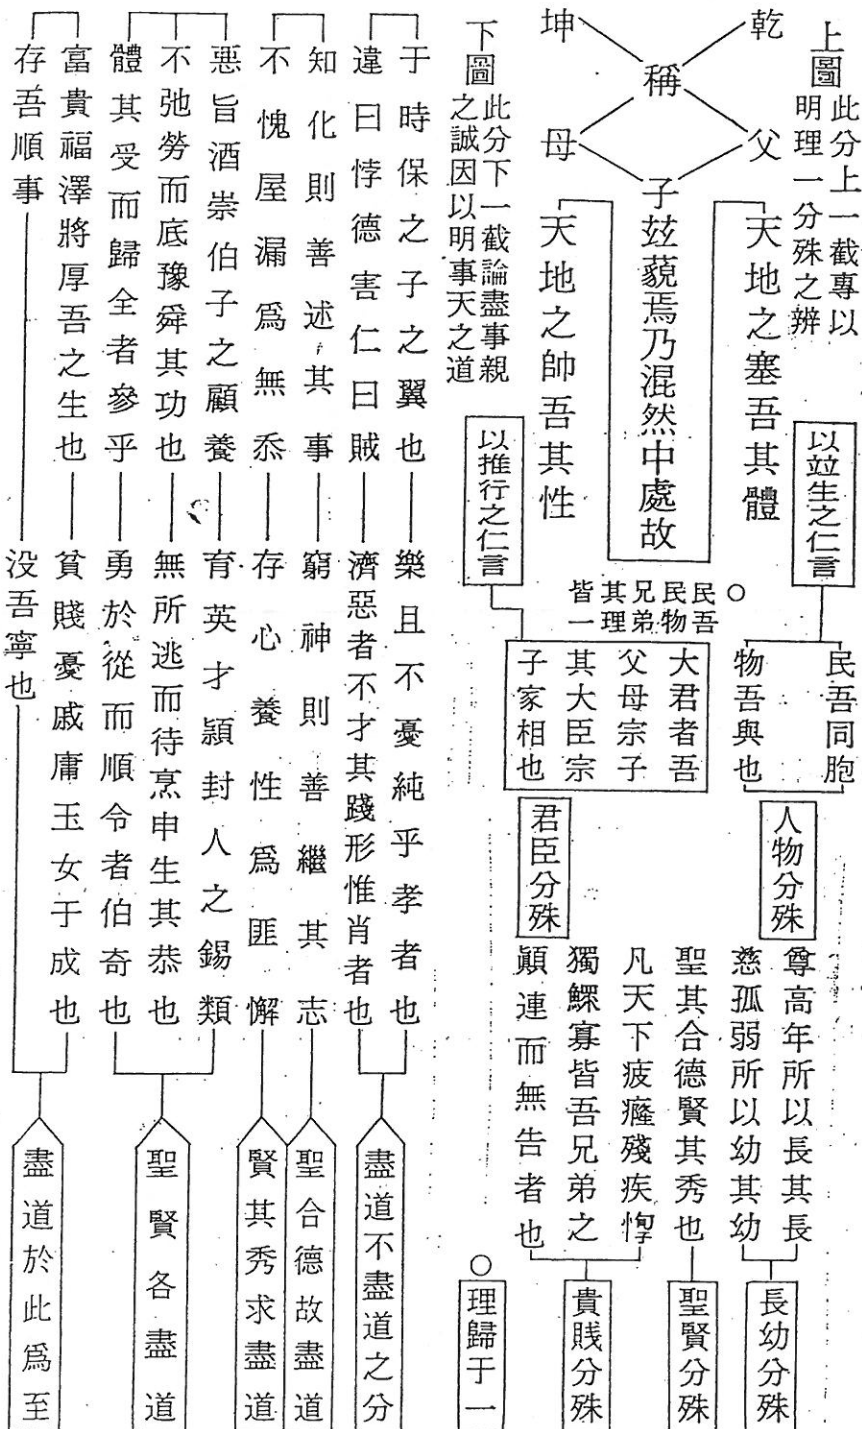 上圖
此分上一截專以
明理一分殊之辨
乾 父
稱 子
坤 母
天地之塞吾其體
玆藐焉乃混然中處故
天地之帥吾其性
以竝生之仁言
民吾同胞
物吾與也
人物分殊
尊高年所以長其長
慈孤弱所以幼其幼
長幼分殊
聖其合德賢其秀也
聖賢分殊
凡天下疲癃殘疾惸
獨鰥寡皆吾兄弟之
顚連而無告者也
貴賤分殊
○
民吾
民物
兄弟
其理
皆一
以推行之仁言
大君者吾
父母宗子
其大臣宗
子家相也
君臣分殊
○理歸于一
下圖
此分下一截論盡事親
之誠因以明事天之道
于時保之子之翼也
樂且不憂純乎孝者也
違曰悖德害仁曰賊
濟惡者不才其踐形惟肖者也
盡道不盡道之分
知化則善述其事
窮神則善繼其志
聖合德故盡道
不愧屋漏爲無忝
存心養性爲匪懈
賢其秀求盡道
惡旨酒崇伯子之顧養
育英才潁封人之錫類
不弛勞而底豫舜其功也
無所逃而待烹申生其恭也
體其受而歸全者參乎
勇於從而順令者伯奇也
聖賢各盡道
富貴福澤將厚吾之生也
貧賤憂戚庸玉女于成也
存吾順事
没吾寧也
盡道於此爲至